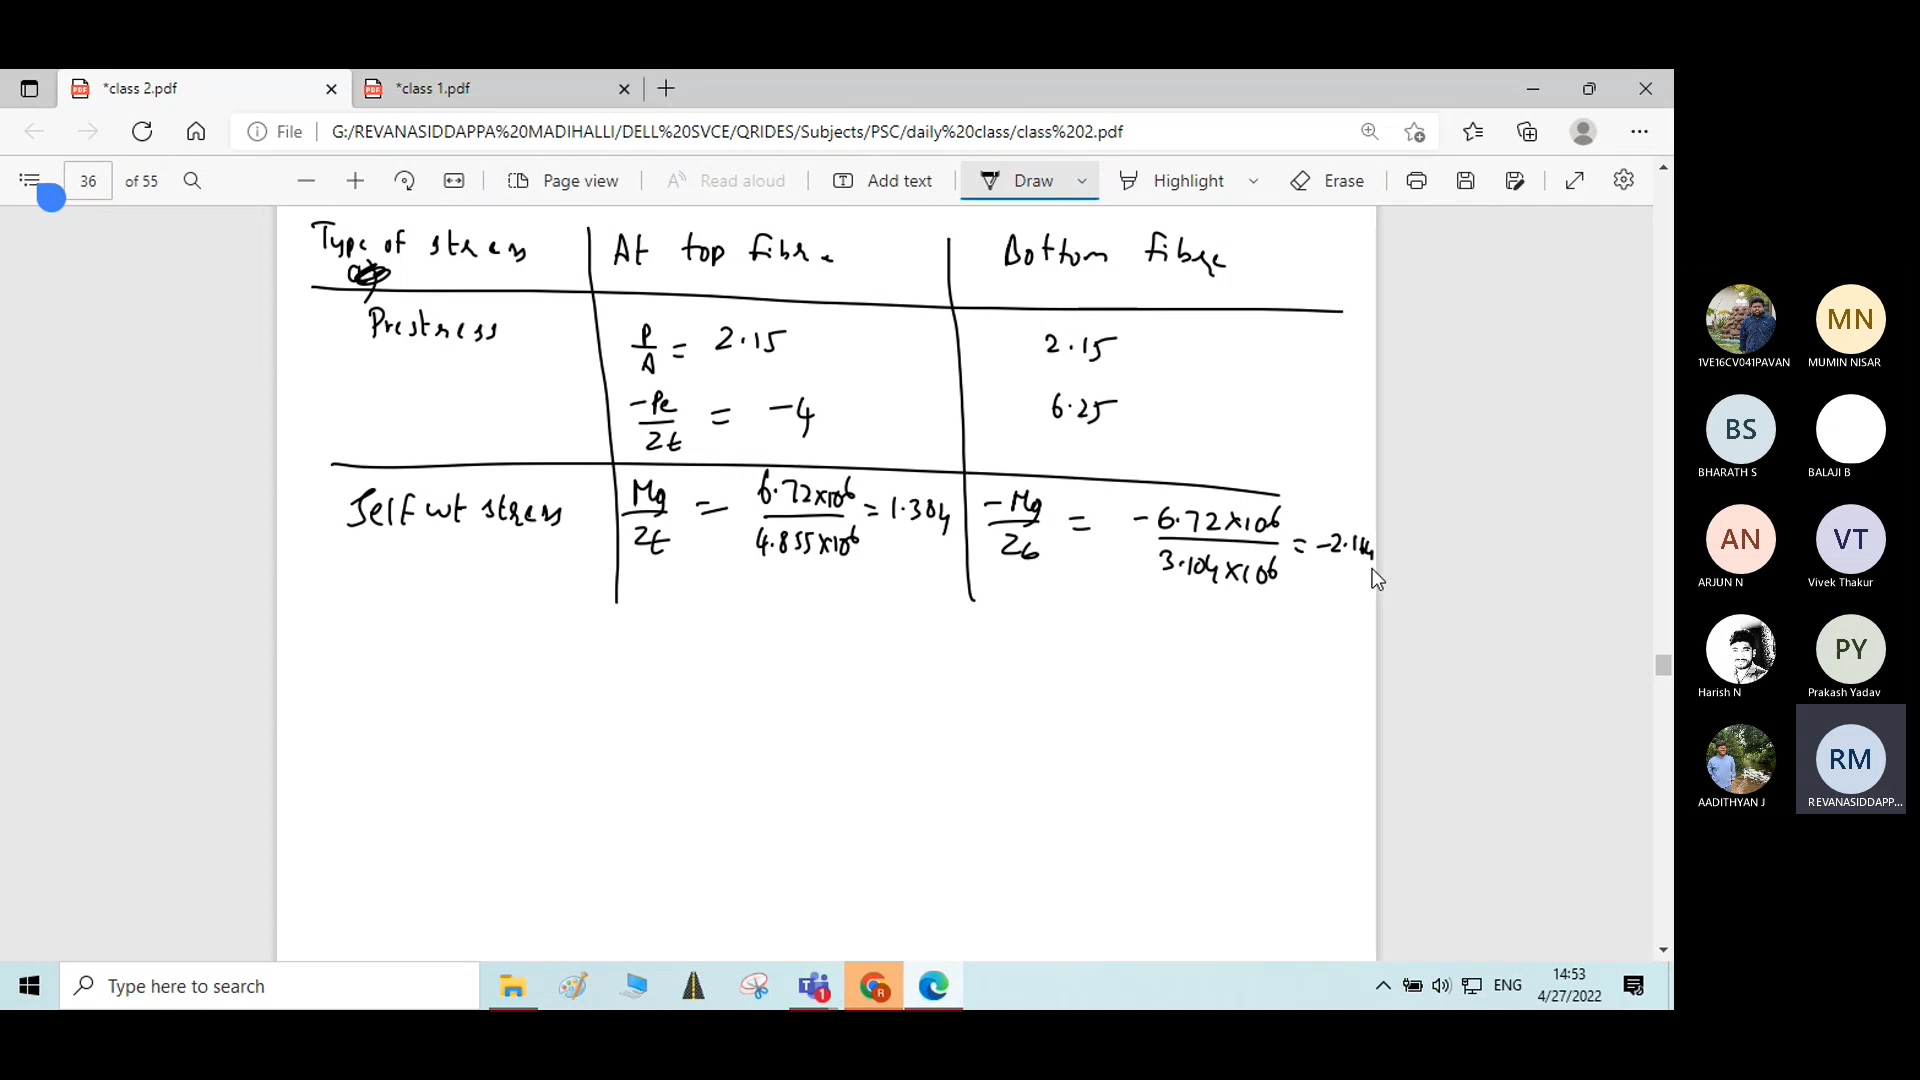 *class 2.pdf
*class 1.pdf
File
G:/REVANASIDDAPPA%20MADIHALLI/DELL%20SVCE/QRIDES/Subjects/PSC/daily%20class/class%202.pdf
36 of 55
Page view
Read aloud
Add text
Draw
Highlight
Erase
Type of stress At top fibre Bottom fibre
Prestress
P/A = 2.15 2.15
-Pe/Zt = -4 6.25
Self wt stress Mg/Zt = 6.72x10^6/4.855x10^6 = 1.384 -Mg/Zb = -6.72x10^6/3.104x10^6 =
MN
1VE16CV041PAVAN MUMIN NISAR
BS
BHARATH S BALAJI B
AN VT
ARJUN N Vivek Thakur
PY
Harish N Prakash Yadav
RM
AADITHYAN J REVANASIDDAPP...
Type here to search
1
R
ENG
14:53
4/27/2022